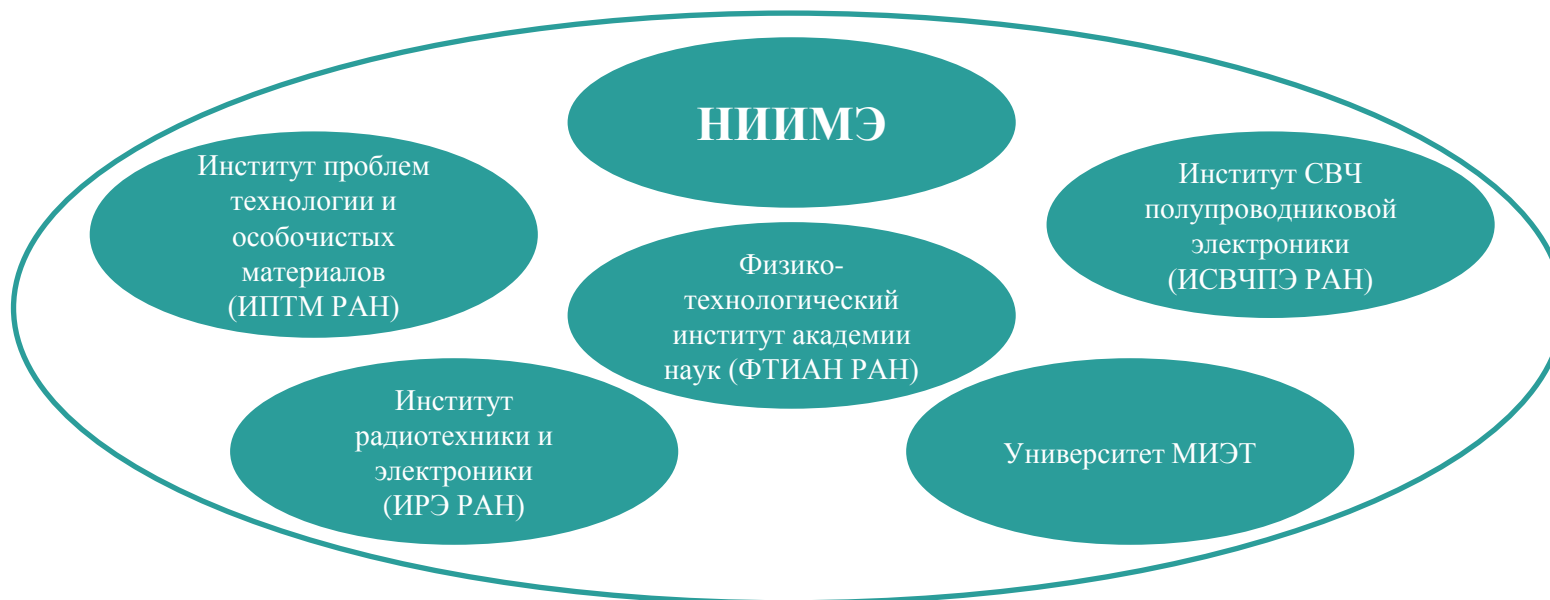 НИИМЭ
Институт проблем
технологии и
особочистых
материалов
(ИПТМ РАН)
Институт СВЧ
полупроводниковой
электроники
(ИСВЧПЭ РАН)
Физико-
технологический
институт академии
наук (ФТИАН РАН)
Институт
радиотехники и
электроники
(ИРЭ РАН)
Университет МИЭТ